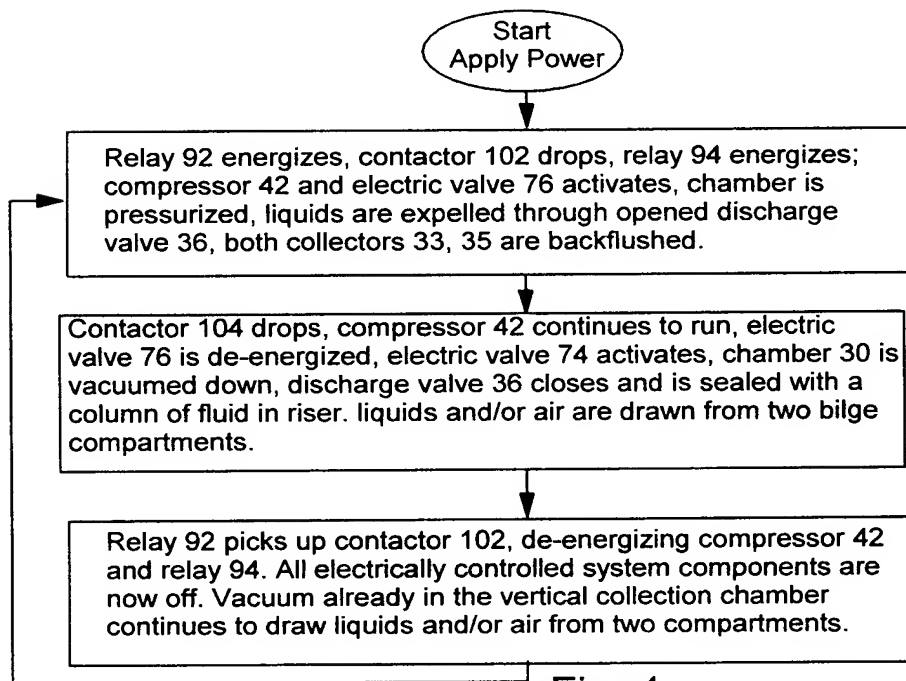 Start
Apply Power
Relay 92 energizes, contactor 102 drops, relay 94 energizes;
compressor 42 and electric valve 76 activates, chamber is
pressurized, liquids are expelled through opened discharge
valve 36, both collectors 33, 35 are backflushed.
Contactor 104 drops, compressor 42 continues to run, electric
valve 76 is de-energized, electric valve 74 activates, chamber 30 is
vacuumed down, discharge valve 36 closes and is sealed with a
column of fluid in riser. liquids and/or air are drawn from two bilge
compartments.
Relay 92 picks up contactor 102, de-energizing compressor 42
and relay 94. All electrically controlled system components are
now off. Vacuum already in the vertical collection chamber
continues to draw liquids and/or air from two compartments.